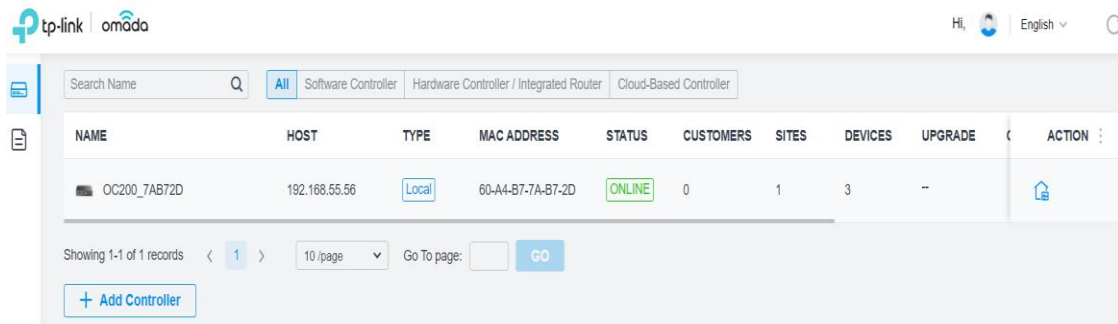 tp-link omada Hi, English
Search Name All Software Controller Hardware Controller / Integrated Router Cloud-Based Controller
NAME HOST TYPE MAC ADDRESS STATUS CUSTOMERS SITES DEVICES UPGRADE ACTION
OC200_7AB72D 192.168.55.56 Local 60-A4-B7-7A-B7-2D ONLINE 0 1 3 --
Showing 1-1 of 1 records < 1 > 10 /page Go To page: GO
+ Add Controller